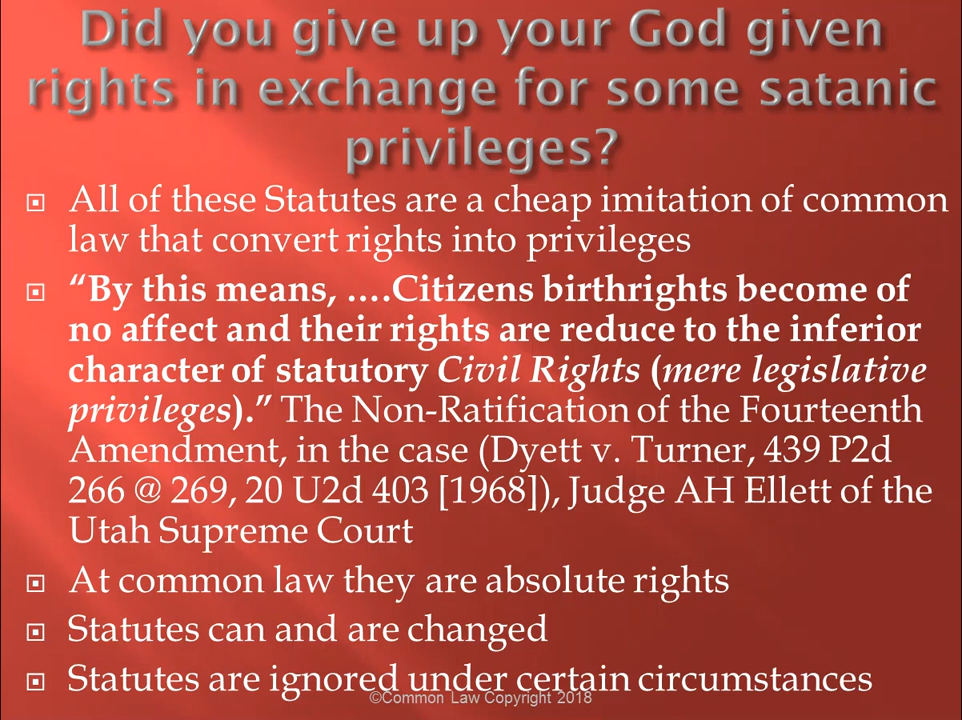 Did you give up your God given
rights in exchange for some satanic
privileges?
All of these Statutes are a cheap imitation of common
law that convert rights into privileges
“By this means, ….Citizens birthrights become of
no affect and their rights are reduce to the inferior
character of statutory Civil Rights (mere legislative
privileges).” The Non-Ratification of the Fourteenth
Amendment, in the case (Dyett v. Turner, 439 P2d
266 @ 269, 20 U2d 403 [1968]), Judge AH Ellett of the
Utah Supreme Court
At common law they are absolute rights
Statutes can and are changed
Statutes are ignored under certain circumstances
©Common Law Copyright 2018